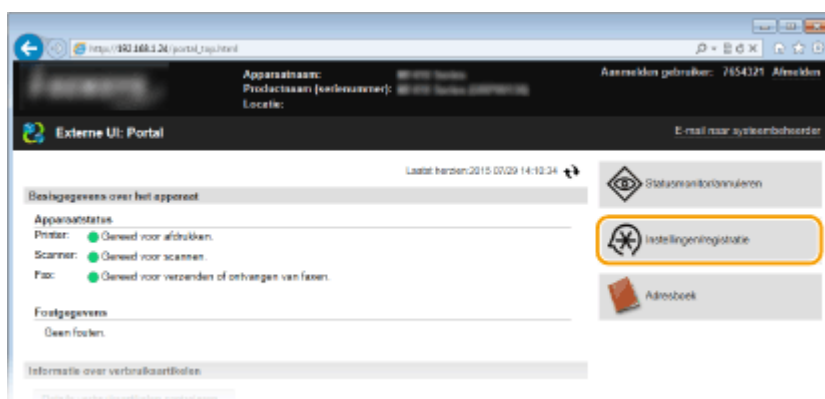 http://192.168.1.24/portal_top.html
Apparaatnaam:
Productnaam (serienummer):
Locatie:
Aanmelden gebruiker: 7654321 Afmelden
Externe UI: Portal
E-mail naar systeembeheerder
Laatst herzien:2015 07/29 14:10:34
Basisgegevens over het apparaat
Apparaatstatus
Printer: Gereed voor afdrukken.
Scanner: Gereed voor scannen.
Fax: Gereed voor verzenden of ontvangen van faxen.
Foutgegevens
Geen fouten.
Informatie over verbruiksartikelen
Statusmonitor/annuleren
Instellingen/registratie
Adresboek